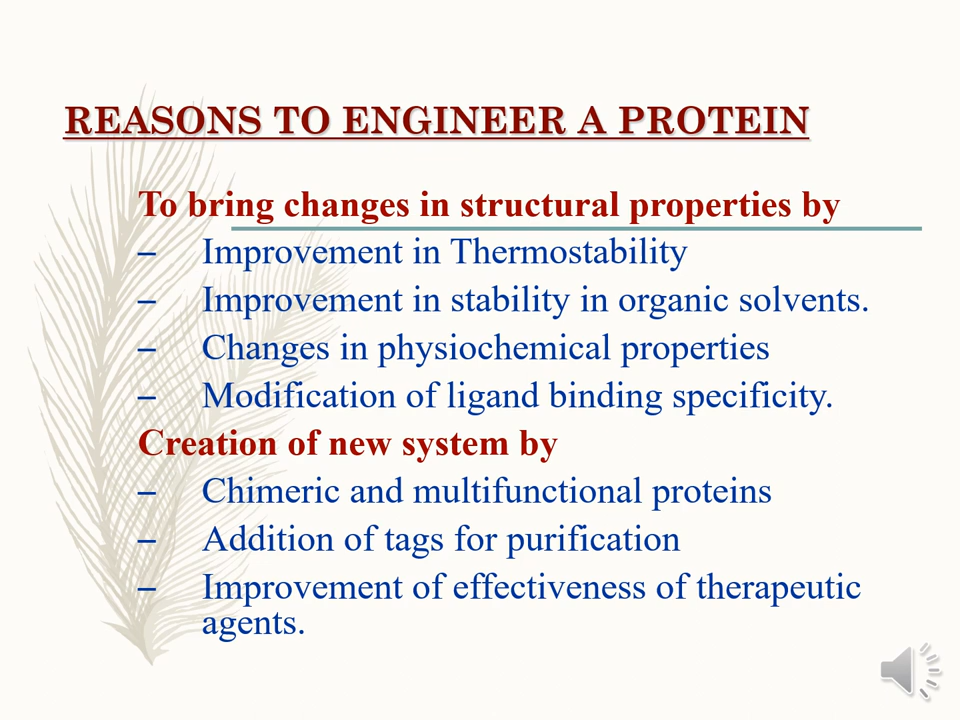 REASONS TO ENGINEER A PROTEIN
To bring changes in structural properties by
– Improvement in Thermostability
– Improvement in stability in organic solvents.
– Changes in physiochemical properties
– Modification of ligand binding specificity.
Creation of new system by
– Chimeric and multifunctional proteins
– Addition of tags for purification
– Improvement of effectiveness of therapeutic
agents.